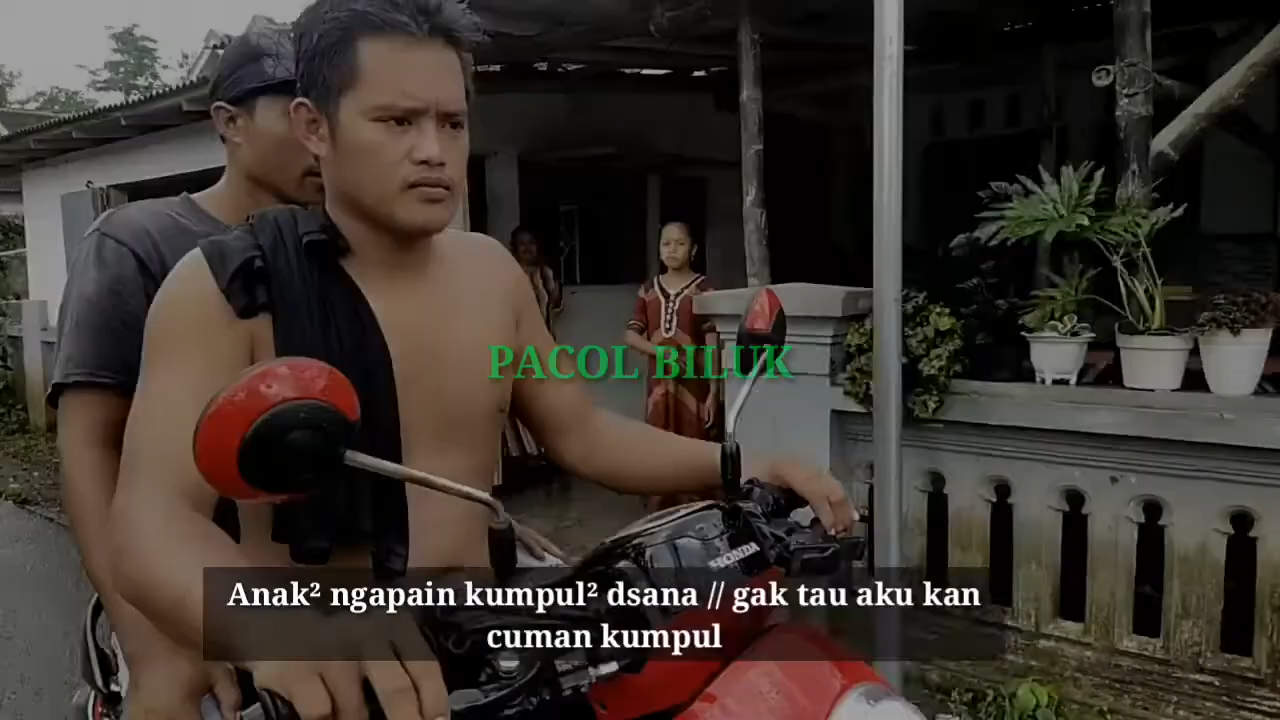 PACOL BILUK
HONDA
Anak² ngapain kumpul² dsana // gak tau aku kan
cuman kumpul